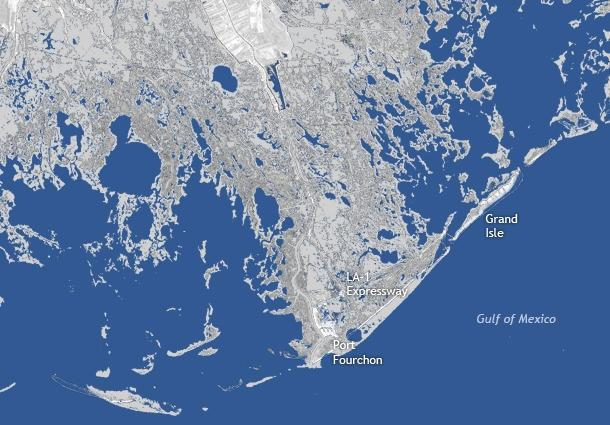 Grand
Isle
LA-1
Expressway
Gulf of Mexico
Port
Fourchon